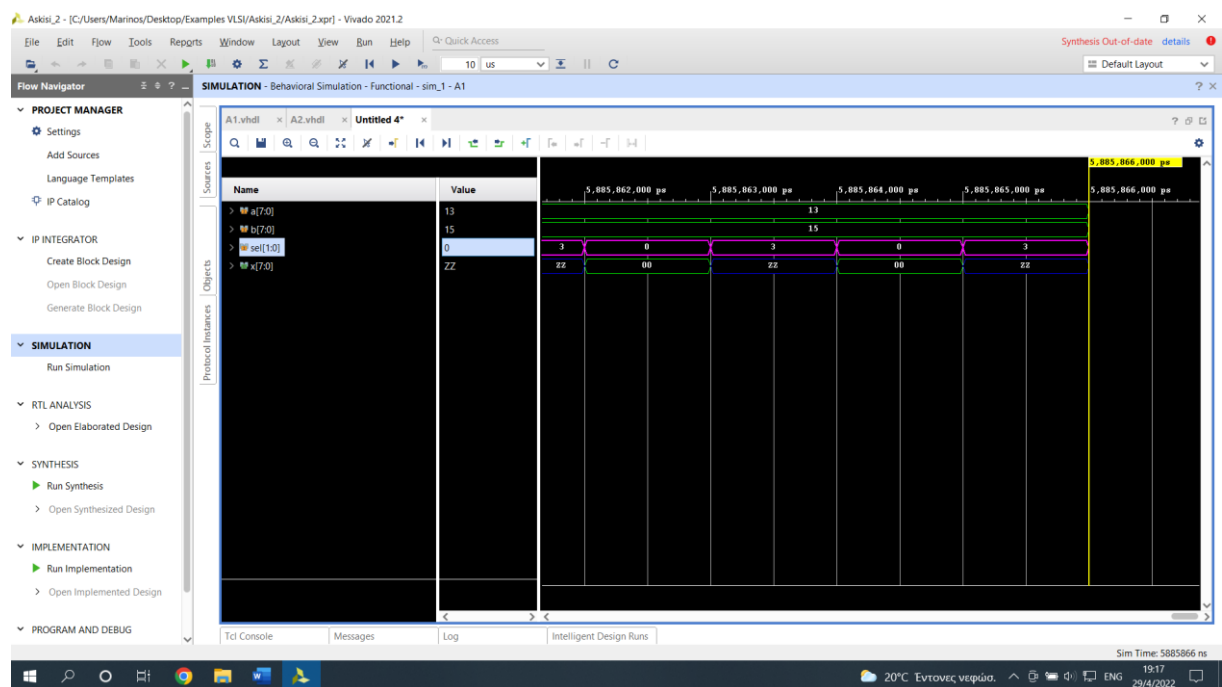 Askisi_2 - [C:/Users/Marinos/Desktop/Examples VLSI/Askisi_2/Askisi_2.xpr] - Vivado 2021.2
File Edit Flow Tools Reports Window Layout View Run Help Quick Access
Synthesis Out-of-date details
10 us
Default Layout
Flow Navigator
SIMULATION - Behavioral Simulation - Functional - sim_1 - A1
PROJECT MANAGER
Settings
Add Sources
Language Templates
IP Catalog
IP INTEGRATOR
Create Block Design
Open Block Design
Generate Block Design
SIMULATION
Run Simulation
RTL ANALYSIS
Open Elaborated Design
SYNTHESIS
Run Synthesis
Open Synthesized Design
IMPLEMENTATION
Run Implementation
Open Implemented Design
PROGRAM AND DEBUG
Scope
Sources
Objects
Protocol Instances
A1.vhdl A2.vhdl Untitled 4*
5,885,866,000 ps
Name Value 5,885,862,000 ps 5,885,863,000 ps 5,885,864,000 ps 5,885,865,000 ps 5,885,866,000 ps
a[7:0] 13 13
b[7:0] 15 15
sel[1:0] 0 3 0 3 0 3
x[7:0] ZZ ZZ 00 ZZ 00 ZZ
Tcl Console Messages Log Intelligent Design Runs
Sim Time: 5885866 ns
20°C Έντονες νεφώσ. ENG 19:17
29/4/2022